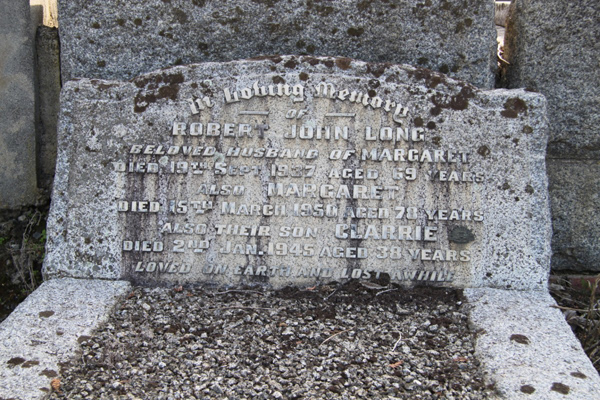 In Loving Memory
OF
ROBERT JOHN LONG
BELOVED HUSBAND OF MARGARET
DIED 19TH SEPT. 1937 AGED 69 YEARS
ALSO MARGARET
DIED 15TH MARCH 1950 AGED 78 YEARS
ALSO THEIR SON CLARRIE
DIED 2ND JAN. 1945 AGED 38 YEARS
LOVED ON EARTH AND LOST AWHILE